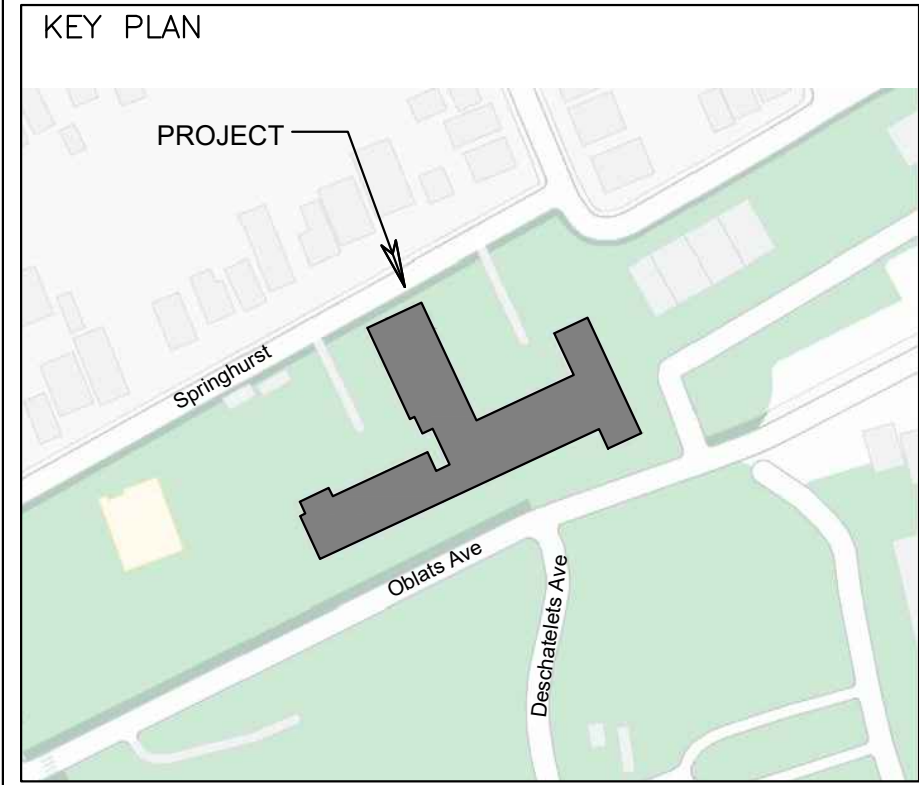 KEY PLAN
PROJECT
Springhurst
Oblats Ave
Deschatelets Ave